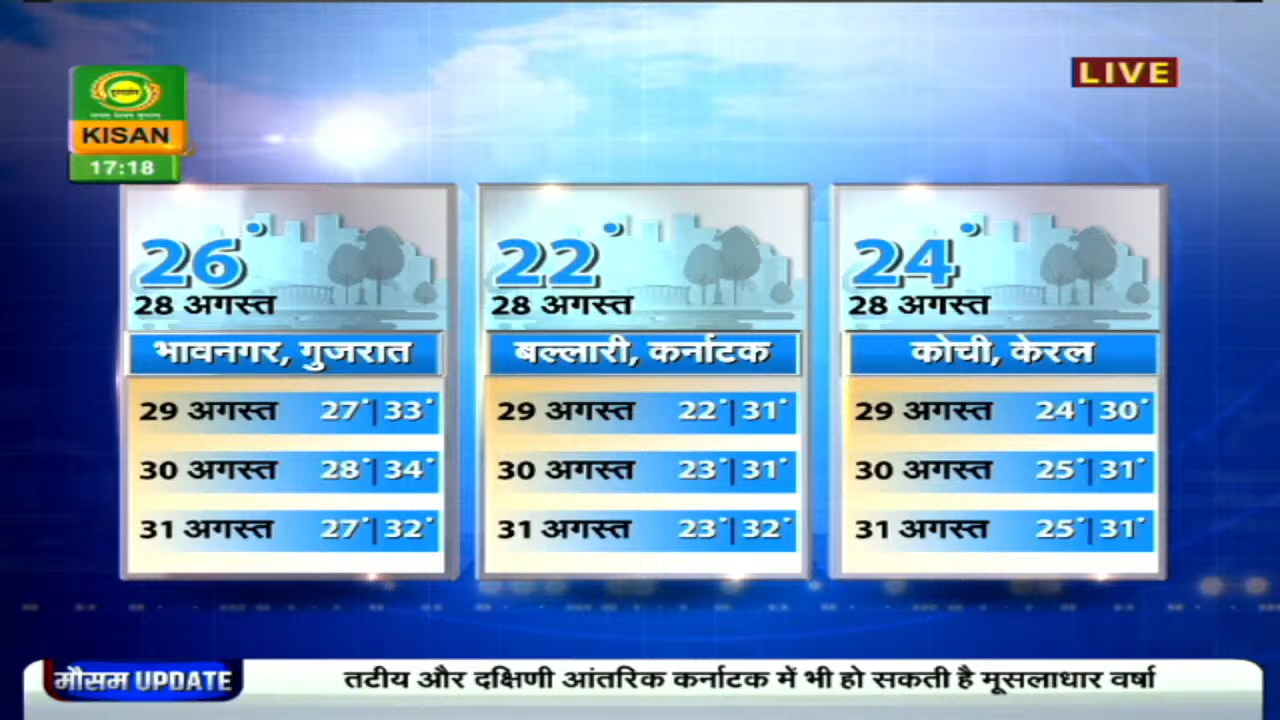 LIVE
दूरदर्शन
KISAN
17:18
26°
28 अगस्त
भावनगर, गुजरात
29 अगस्त 27°|33°
30 अगस्त 28°|34°
31 अगस्त 27°|32°
22°
28 अगस्त
बल्लारी, कर्नाटक
29 अगस्त 22°|31°
30 अगस्त 23°|31°
31 अगस्त 23°|32°
24°
28 अगस्त
कोची, केरल
29 अगस्त 24°|30°
30 अगस्त 25°|31°
31 अगस्त 25°|31°
मौसम UPDATE
तटीय और दक्षिणी आंतरिक कर्नाटक में भी हो सकती है मूसलाधार वर्षा